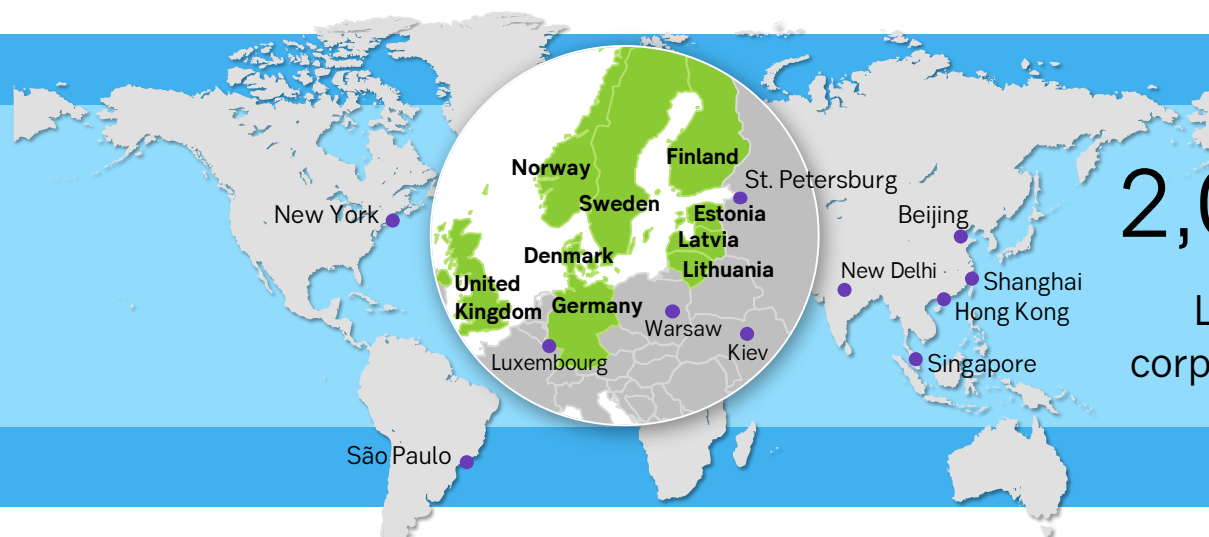 Norway
Finland
St. Petersburg
Sweden
New York
Estonia
Beijing
Latvia
Denmark
Lithuania
New Delhi
United
Kingdom
Germany
Shanghai
Hong Kong
Warsaw
Kiev
Luxembourg
Singapore
São Paulo